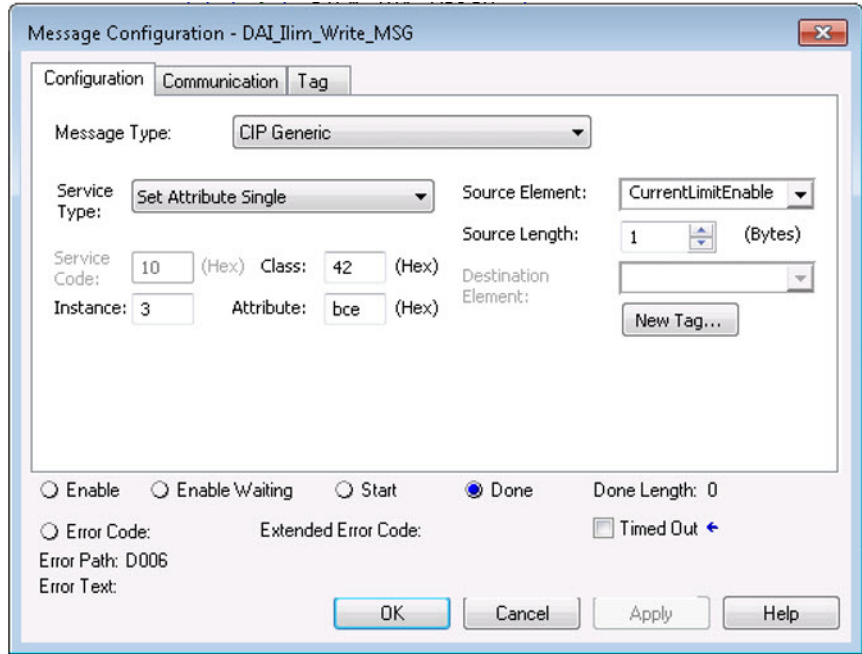 Message Configuration - DAI_Ilim_Write_MSG
Configuration Communication Tag
Message Type: CIP Generic
Service Type: Set Attribute Single
Source Element: CurrentLimitEnable
Source Length: 1 (Bytes)
Service Code: 10 (Hex) Class: 42 (Hex)
Destination Element:
Instance: 3 Attribute: bce (Hex)
New Tag...
Enable Enable Waiting Start Done Done Length: 0
Error Code: Extended Error Code: Timed Out
Error Path: D006
Error Text:
OK Cancel Apply Help